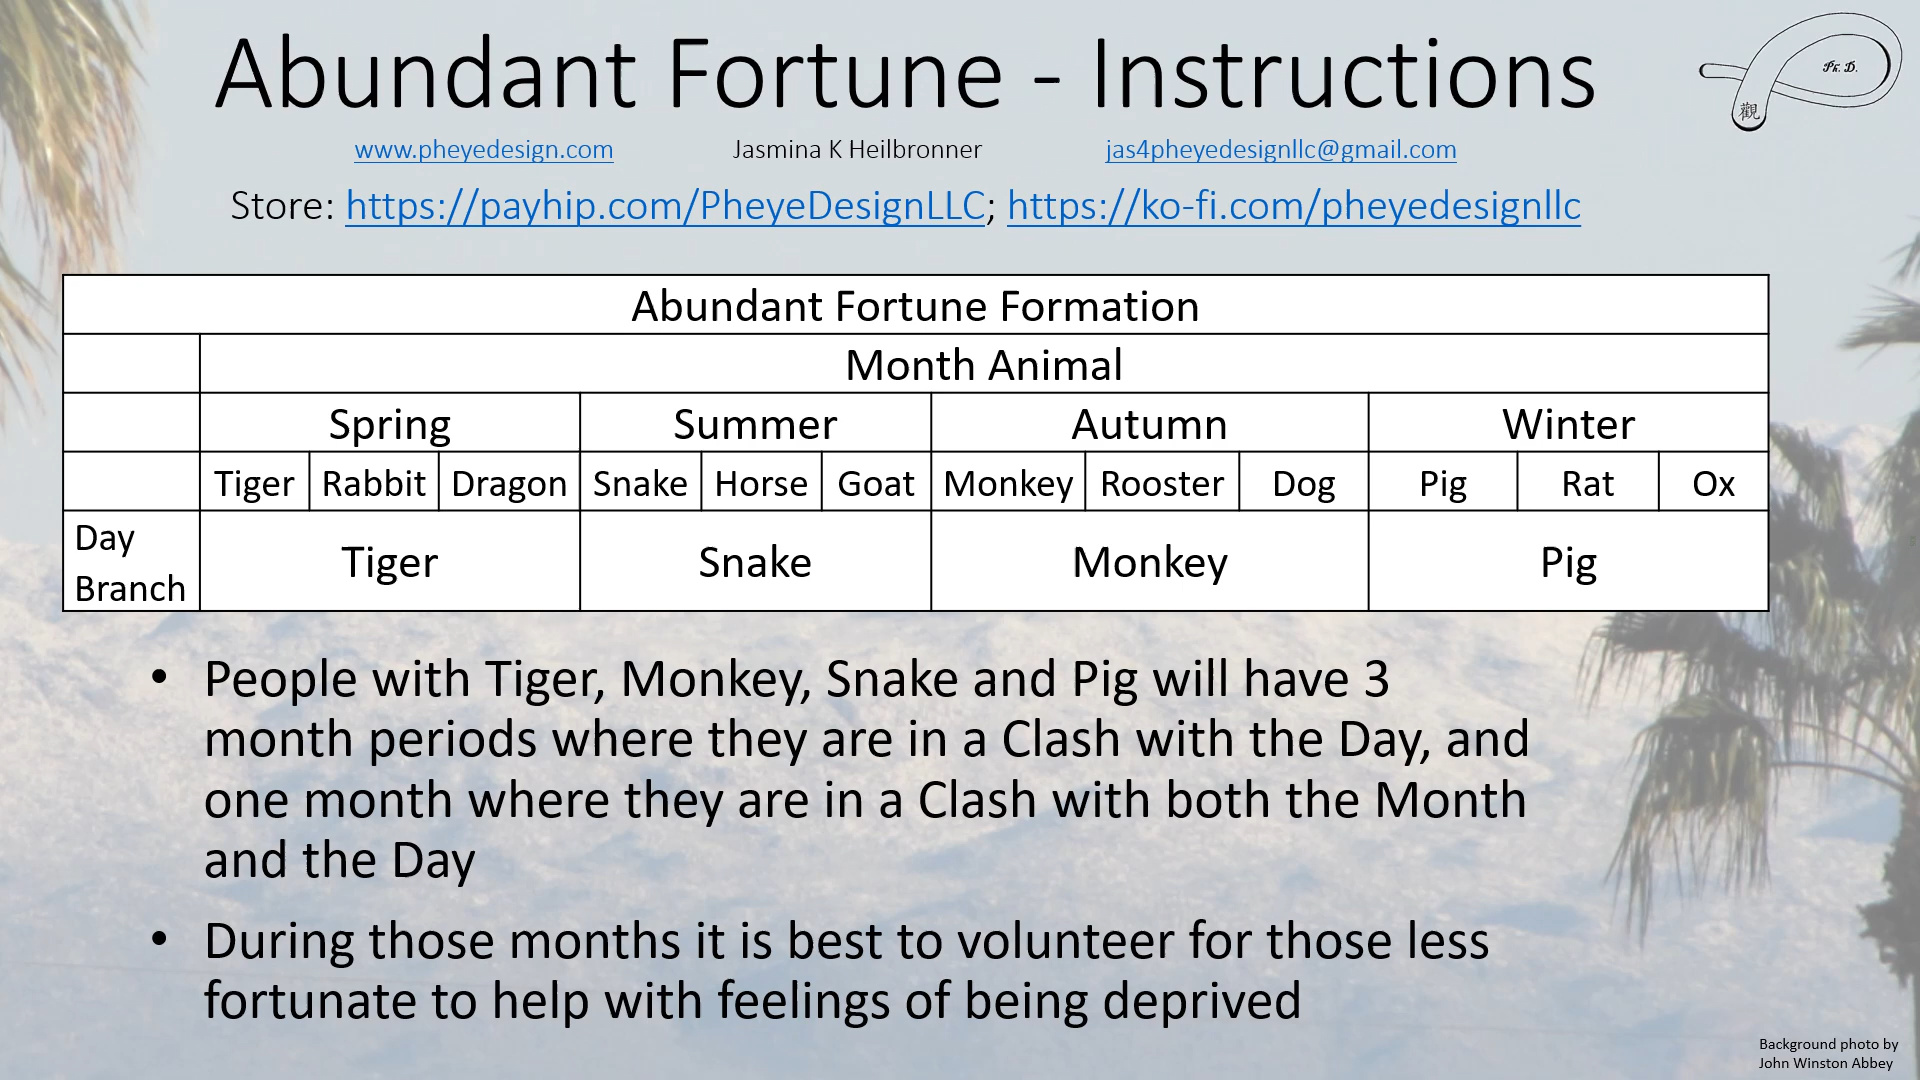 Abundant Fortune - Instructions
Ph. D.
觀
www.pheyedesign.com Jasmina K Heilbronner jas4pheyedesignllc@gmail.com
Store: https://payhip.com/PheyeDesignLLC; https://ko-fi.com/pheyedesignllc
Abundant Fortune Formation
Month Animal
Spring Summer Autumn Winter
Tiger Rabbit Dragon Snake Horse Goat Monkey Rooster Dog Pig Rat Ox
Day
Branch
Tiger Snake Monkey Pig
• People with Tiger, Monkey, Snake and Pig will have 3
month periods where they are in a Clash with the Day, and
one month where they are in a Clash with both the Month
and the Day
• During those months it is best to volunteer for those less
fortunate to help with feelings of being deprived
Background photo by
John Winston Abbey